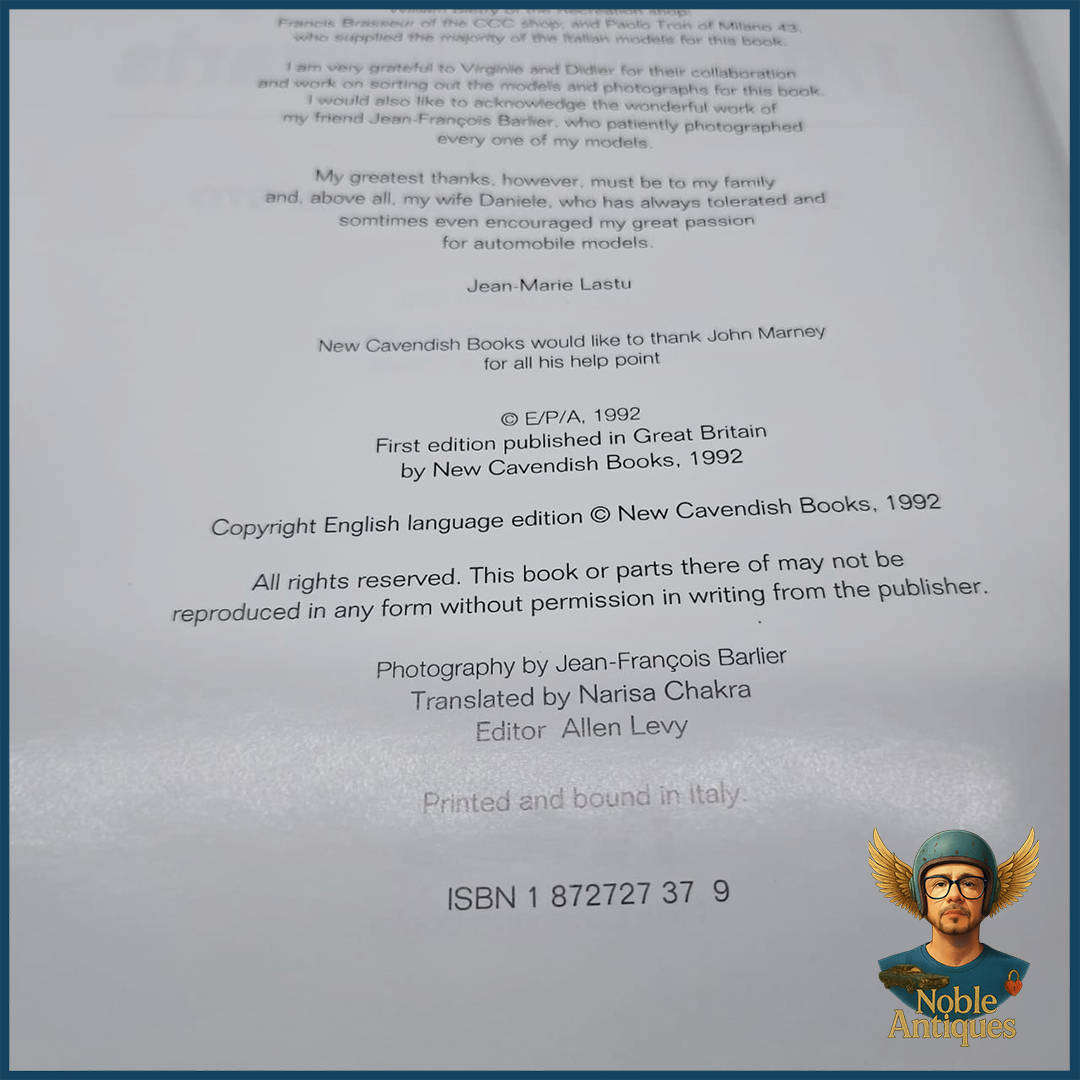 William Bietry of the Recreation shop,
Francis Brasseur of the CCC shop, and Paolo Tron of Milano 43,
who supplied the majority of the Italian models for this book.
I am very grateful to Virginie and Didier for their collaboration
and work on sorting out the models and photographs for this book.
I would also like to acknowledge the wonderful work of
my friend Jean-François Barlier, who patiently photographed
every one of my models.
My greatest thanks, however, must be to my family
and, above all, my wife Daniele, who has always tolerated and
somtimes even encouraged my great passion
for automobile models.
Jean-Marie Lastu
New Cavendish Books would like to thank John Marney
for all his help point
© E/P/A, 1992
First edition published in Great Britain
by New Cavendish Books, 1992
Copyright English language edition © New Cavendish Books, 1992
All rights reserved. This book or parts there of may not be
reproduced in any form without permission in writing from the publisher.
Photography by Jean-François Barlier
Translated by Narisa Chakra
Editor Allen Levy
Printed and bound in Italy.
ISBN 1 872727 37 9
Noble
Antiques